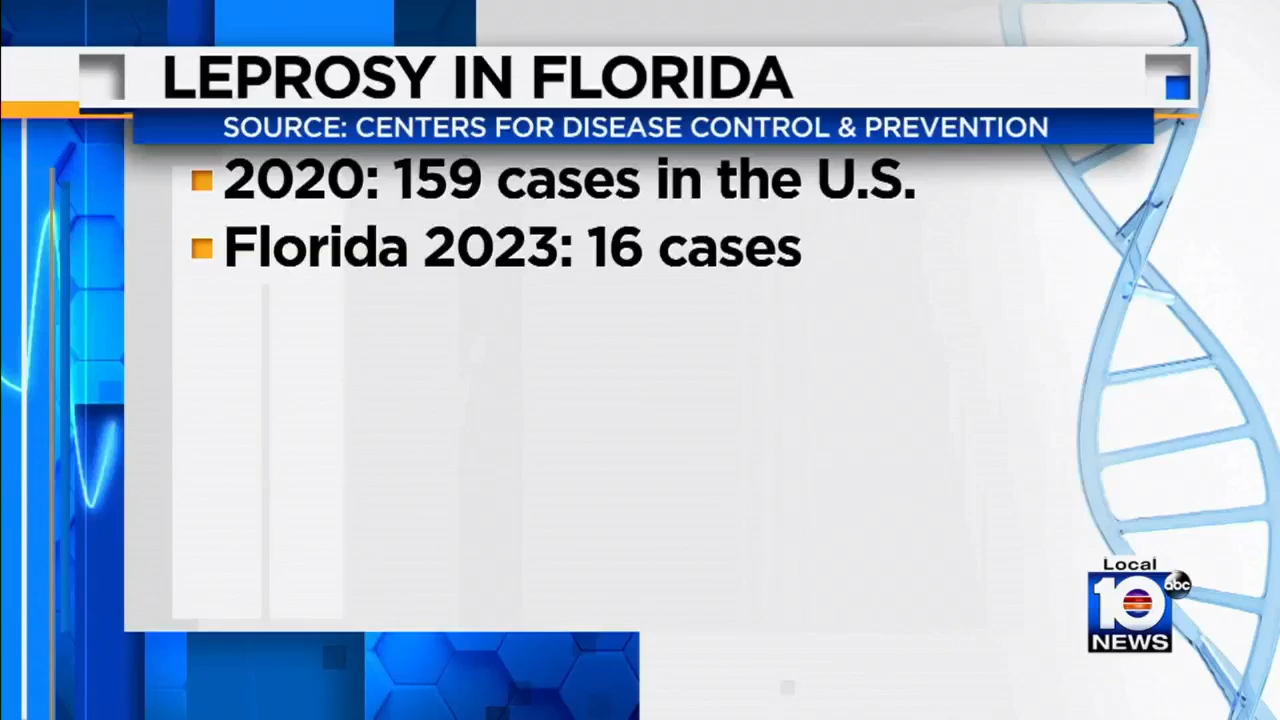 LEPROSY IN FLORIDA
SOURCE: CENTERS FOR DISEASE CONTROL & PREVENTION
2020: 159 cases in the U.S.
Florida 2023: 16 cases
Local
10 abc
NEWS